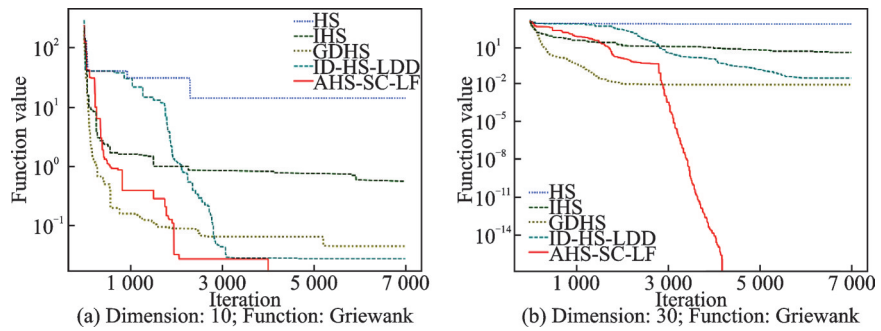 HS
IHS
GDHS
ID-HS-LDD
AHS-SC-LF
10²
10¹
10⁰
10⁻¹
Function value
1 000 3 000 5 000 7 000
Iteration
(a) Dimension: 10; Function: Griewank
10¹
10⁻²
10⁻⁵
10⁻⁸
10⁻¹¹
10⁻¹⁴
Function value
HS
IHS
GDHS
ID-HS-LDD
AHS-SC-LF
1 000 3 000 5 000 7 000
Iteration
(b) Dimension: 30; Function: Griewank